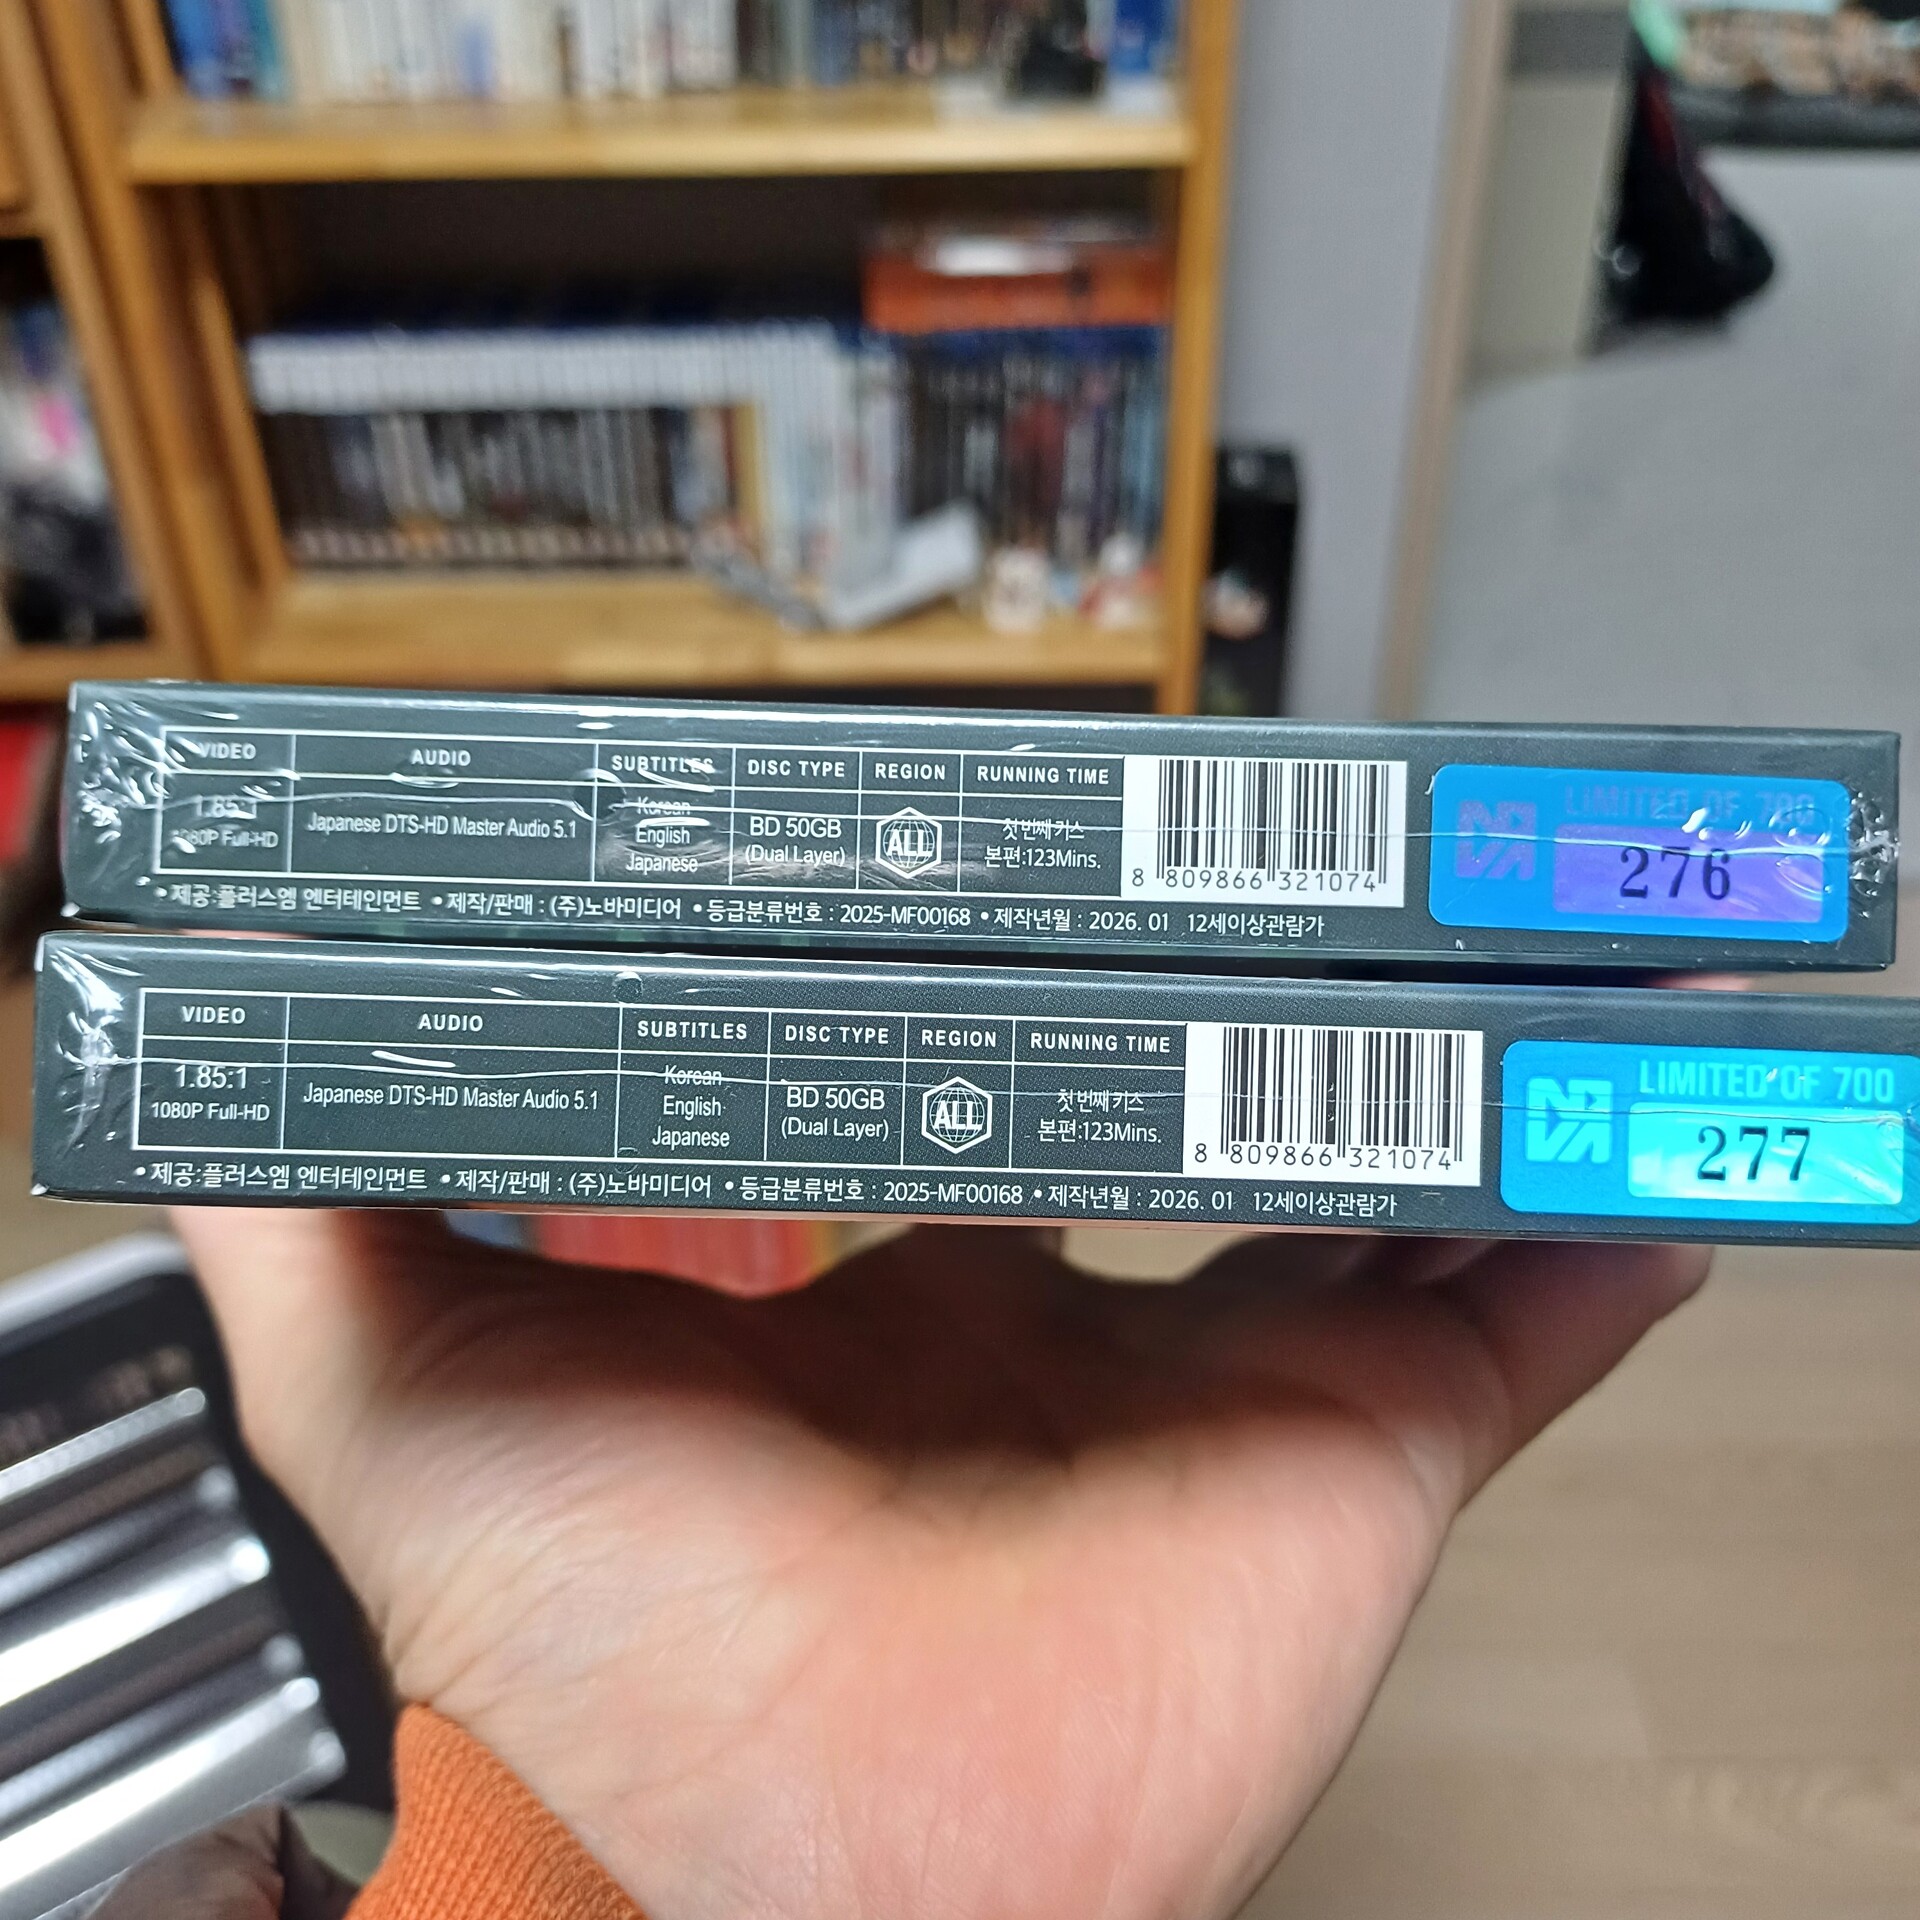 VIDEO AUDIO SUBTITLES DISC TYPE REGION RUNNING TIME
1.85:1 Japanese DTS-HD Master Audio 5.1 Korean BD 50GB ALL 첫번째 키스
1080P Full-HD English (Dual Layer) 본편:123Mins.
Japanese
8 809866 321074
LIMITED OF 700
NOVA
276
•제공:플러스엠 엔터테인먼트 •제작/판매 : (주)노바미디어 •등급분류번호 : 2025-MF00168 •제작년월 : 2026. 01 12세이상관람가
VIDEO AUDIO SUBTITLES DISC TYPE REGION RUNNING TIME
1.85:1 Japanese DTS-HD Master Audio 5.1 Korean BD 50GB ALL 첫번째 키스
1080P Full-HD English (Dual Layer) 본편:123Mins.
Japanese
8 809866 321074
LIMITED OF 700
NOVA
277
•제공:플러스엠 엔터테인먼트 •제작/판매 : (주)노바미디어 •등급분류번호 : 2025-MF00168 •제작년월 : 2026. 01 12세이상관람가